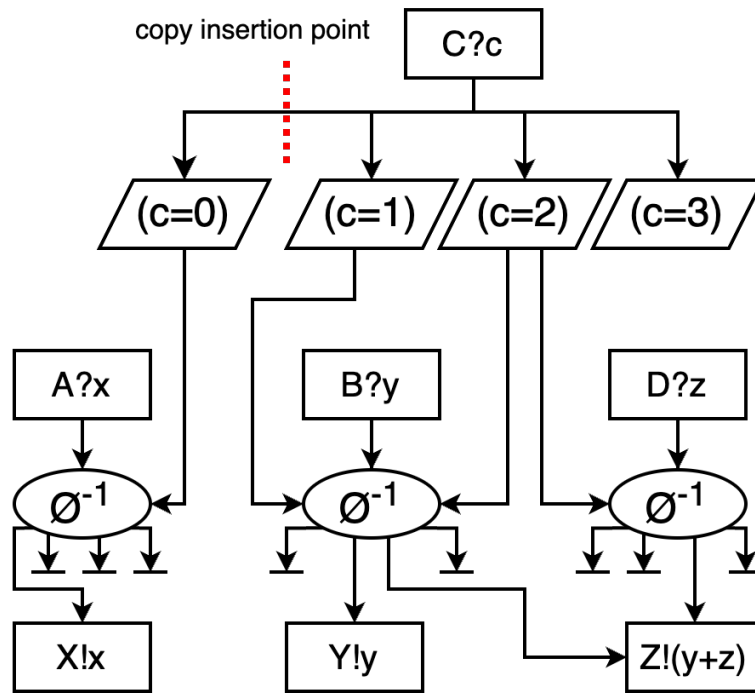 copy insertion point
C?c
(c=0)
(c=1)
(c=2)
(c=3)
A?x
B?y
D?z
Ø⁻¹
Ø⁻¹
Ø⁻¹
X!x
Y!y
Z!(y+z)